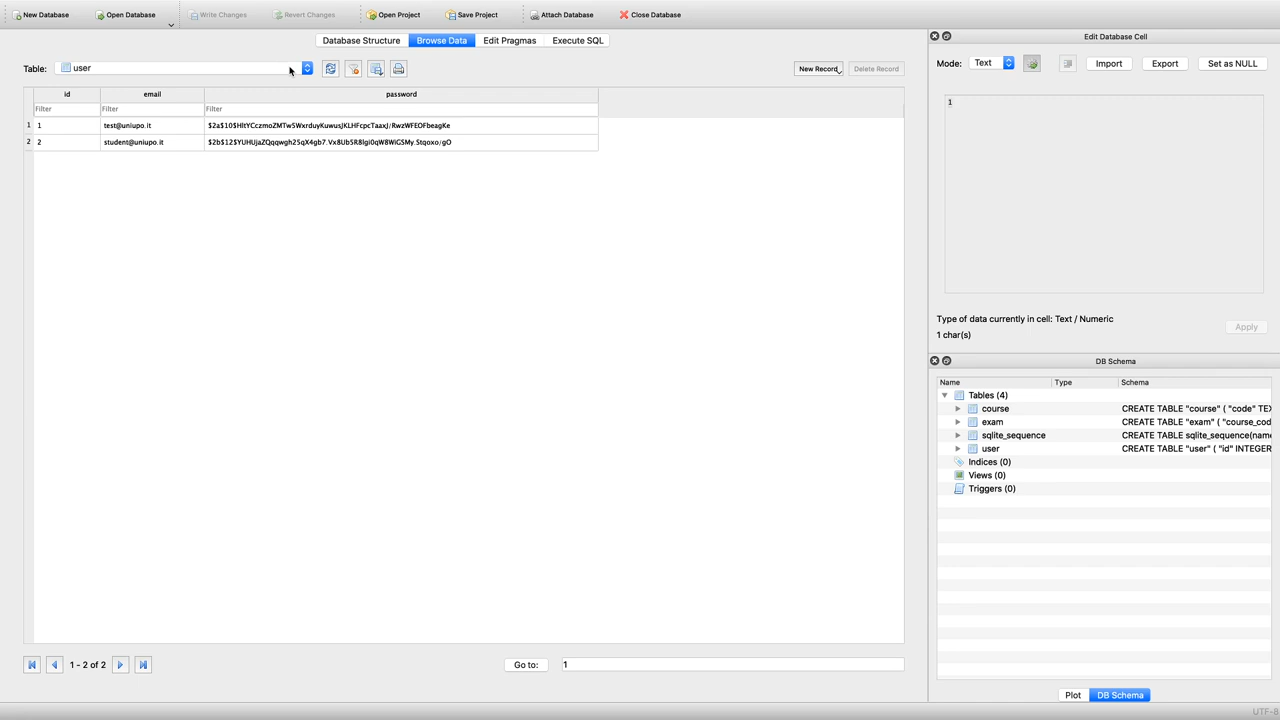 New Database Open Database Write Changes Revert Changes Open Project Save Project Attach Database Close Database
Database Structure Browse Data Edit Pragmas Execute SQL
Table: user New Record Delete Record
id email password
Filter Filter Filter
1 1 test@uniupo.it
2 2 student@uniupo.it
1 - 2 of 2 Go to: 1
Edit Database Cell
Mode: Text Import Export Set as NULL
1
Type of data currently in cell: Text / Numeric
1 char(s)
Apply
DB Schema
Name Type Schema
Tables (4)
course CREATE TABLE "course" ( "code" TEX
exam CREATE TABLE "exam" ( "course_cod
sqlite_sequence CREATE TABLE sqlite_sequence(name
user CREATE TABLE "user" ( "id" INTEGER
Indices (0)
Views (0)
Triggers (0)
Plot DB Schema
UTF-8